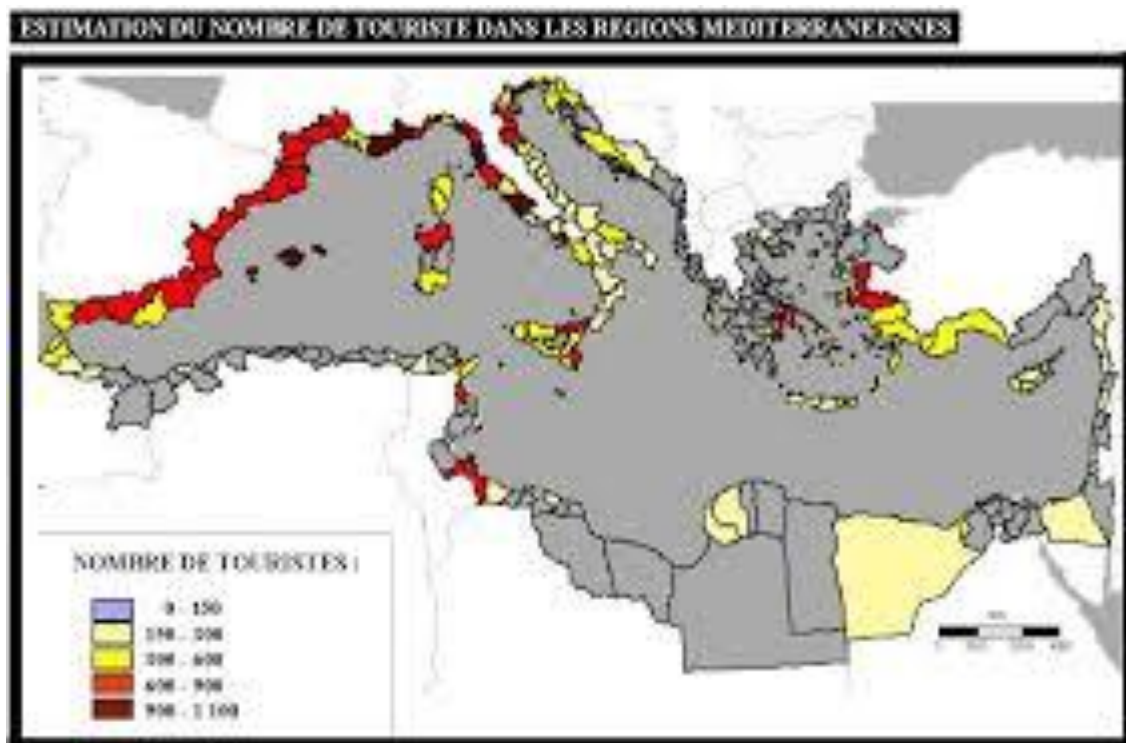 ESTIMATION DU NOMBRE DE TOURISTE DANS LES REGIONS MEDITERRANEENNES
NOMBRE DE TOURISTES :
0 - 150
150 - 300
300 - 600
600 - 900
900 - 1 100